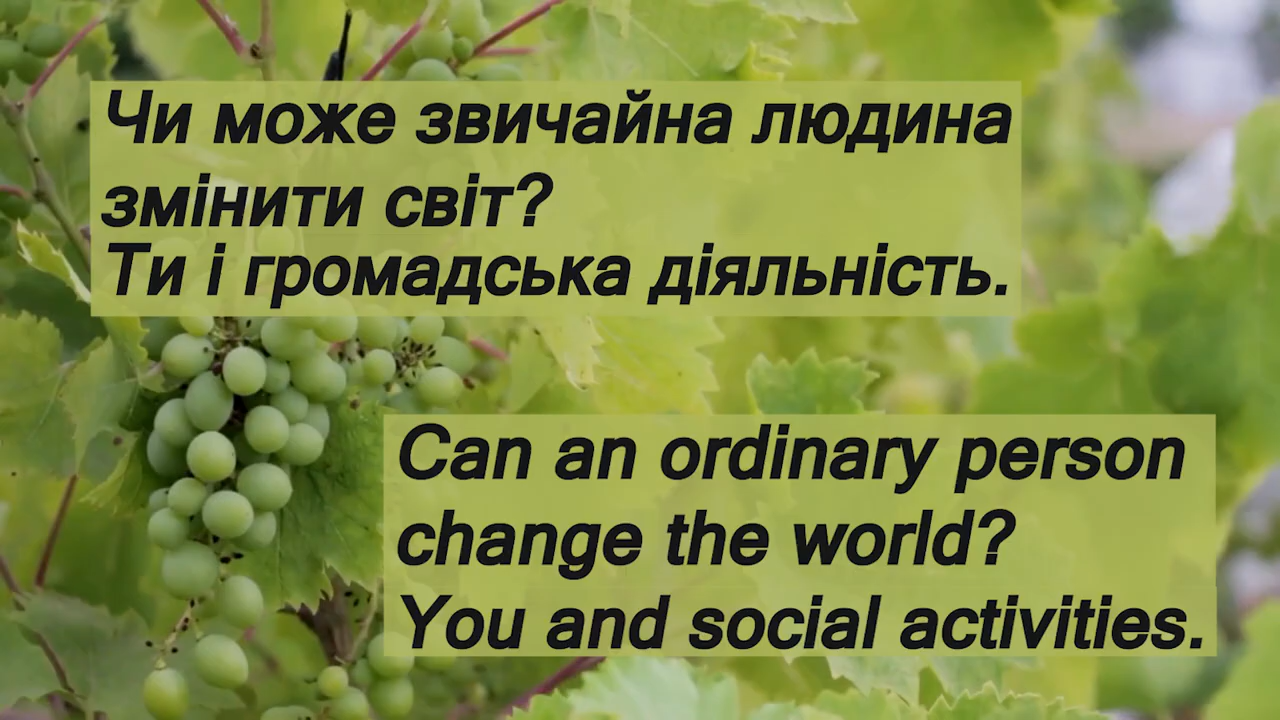 Чи може звичайна людина
змінити світ?
Ти і громадська діяльність.
Can an ordinary person
change the world?
You and social activities.